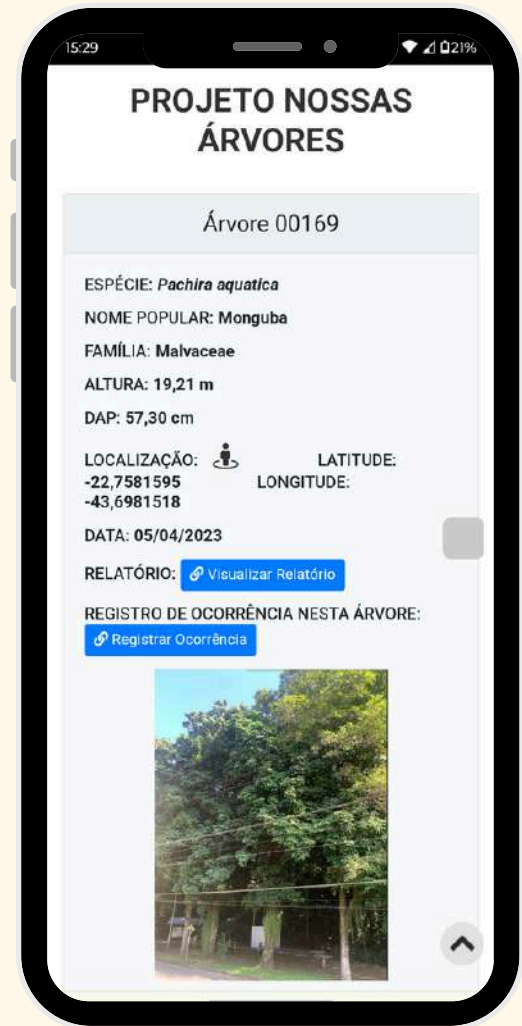 15:29
21%
PROJETO NOSSAS
ÁRVORES
Árvore 00169
ESPÉCIE: Pachira aquatica
NOME POPULAR: Monguba
FAMÍLIA: Malvaceae
ALTURA: 19,21 m
DAP: 57,30 cm
LOCALIZAÇÃO: LATITUDE:
-22,7581595 LONGITUDE:
-43,6981518
DATA: 05/04/2023
RELATÓRIO: Visualizar Relatório
REGISTRO DE OCORRÊNCIA NESTA ÁRVORE:
Registrar Ocorrência